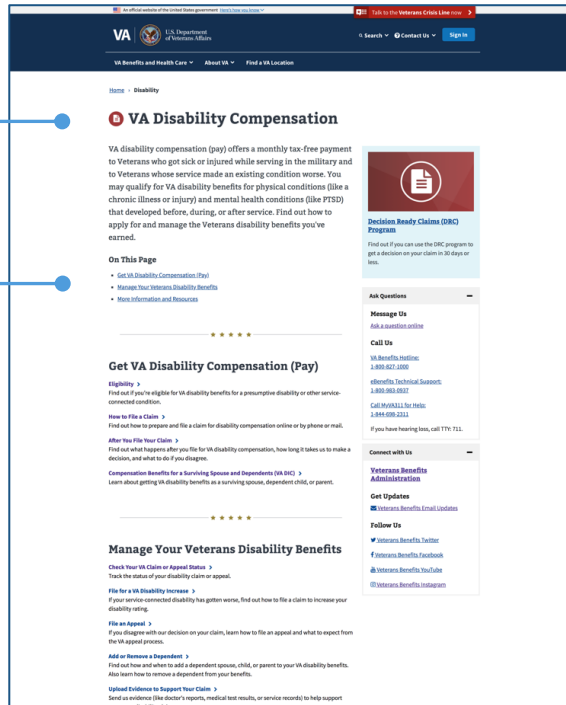 An official website of the United States government Here's how you know
Talk to the Veterans Crisis Line now
VA
U.S. Department
of Veterans Affairs
Search
Contact Us
Sign In
VA Benefits and Health Care
About VA
Find a VA Location
Home › Disability
VA Disability Compensation
VA disability compensation (pay) offers a monthly tax-free payment
to Veterans who got sick or injured while serving in the military and
to Veterans whose service made an existing condition worse. You
may qualify for VA disability benefits for physical conditions (like a
chronic illness or injury) and mental health conditions (like PTSD)
that developed before, during, or after service. Find out how to
apply for and manage the Veterans disability benefits you've
earned.
On This Page
Get VA Disability Compensation (Pay)
Manage Your Veterans Disability Benefits
More Information and Resources
Get VA Disability Compensation (Pay)
Eligibility ›
Find out if you're eligible for VA disability benefits for a presumptive disability or other service-
connected condition.
How to File a Claim ›
Find out how to prepare and file a claim for disability compensation online or by phone or mail.
After You File Your Claim ›
Find out what happens after you file for VA disability compensation, how long it takes us to make a
decision, and what to do if you disagree.
Compensation Benefits for a Surviving Spouse and Dependents (VA DIC) ›
Learn about getting VA disability benefits as a surviving spouse, dependent child, or parent.
Manage Your Veterans Disability Benefits
Check Your VA Claim or Appeal Status ›
Track the status of your disability claim or appeal.
File for a VA Disability Increase ›
If your service-connected disability has gotten worse, find out how to file a claim to increase your
disability rating.
File an Appeal ›
If you disagree with our decision on your claim, learn how to file an appeal and what to expect from
the VA appeal process.
Add or Remove a Dependent ›
Find out how and when to add a dependent spouse, child, or parent to your VA disability benefits.
Also learn how to remove a dependent from your benefits.
Upload Evidence to Support Your Claim ›
Send us evidence (like doctor's reports, medical test results, or service records) to help support
Decision Ready Claims (DRC)
Program
Find out if you can use the DRC program to
get a decision on your claim in 30 days or
less.
Ask Questions
Message Us
Ask a question online
Call Us
VA Benefits Hotline:
1-800-827-1000
eBenefits Technical Support:
1-800-983-0937
Call MyVA311 for Help:
1-844-698-2311
If you have hearing loss, call TTY: 711.
Connect with Us
Veterans Benefits
Administration
Get Updates
Veterans Benefits Email Updates
Follow Us
Veterans Benefits Twitter
Veterans Benefits Facebook
Veterans Benefits YouTube
Veterans Benefits Instagram